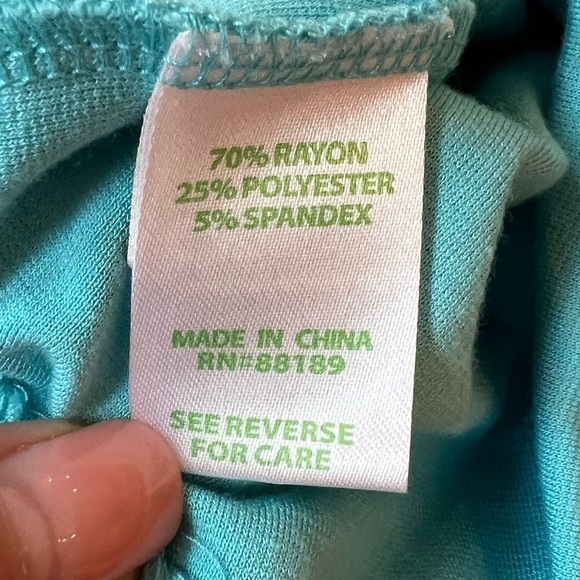 70% RAYON
25% POLYESTER
5% SPANDEX
MADE IN CHINA
RN#88189
SEE REVERSE
FOR CARE